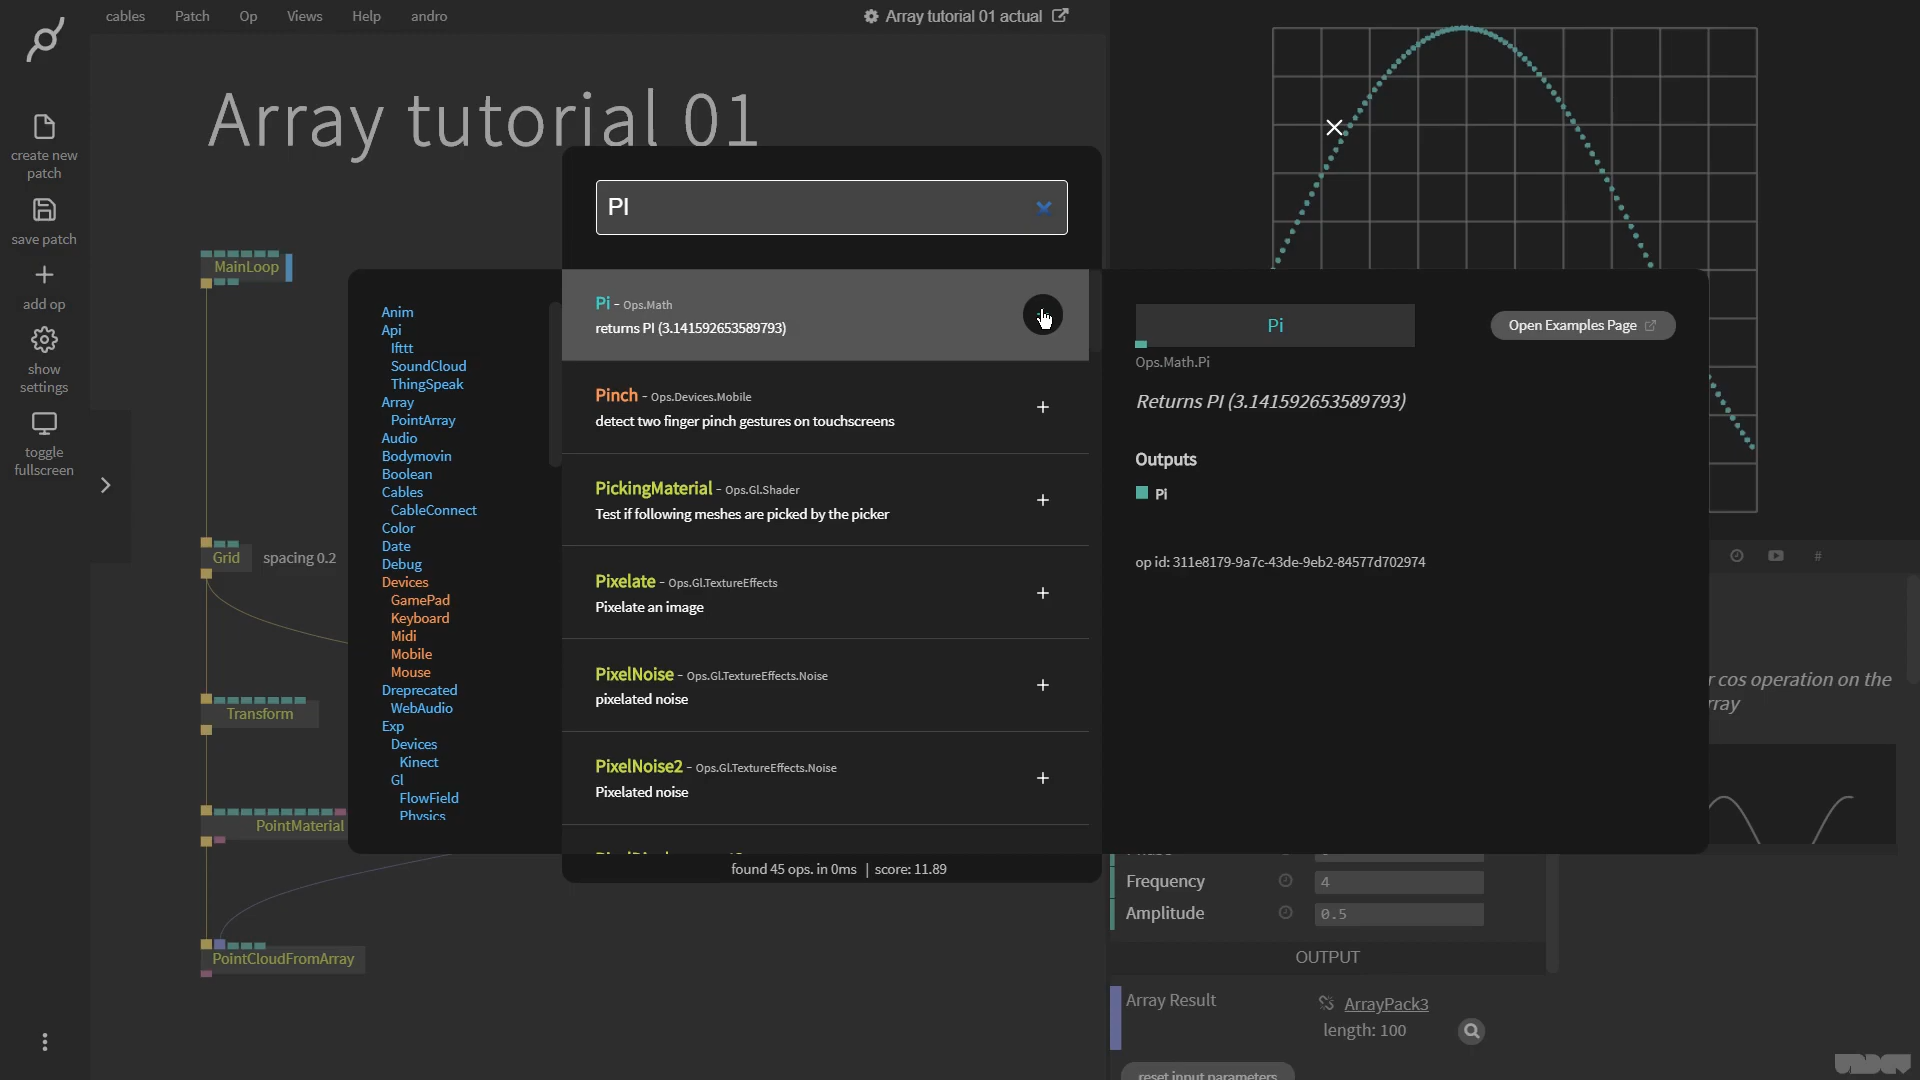 cables Patch Op Views Help andro
Array tutorial 01 actual
Array tutorial 01
create new
patch
save patch
add op
show
settings
toggle
fullscreen
MainLoop
Grid
spacing 0.2
Transform
PointMaterial
PointCloudFromArray
PI
Anim
Api
Ifttt
SoundCloud
ThingSpeak
Array
PointArray
Audio
Bodymovin
Boolean
Cables
CableConnect
Color
Date
Debug
Devices
GamePad
Keyboard
Midi
Mobile
Mouse
Dreprecated
WebAudio
Exp
Devices
Kinect
Gl
FlowField
Physics
Pi - Ops.Math
returns PI (3.141592653589793)
Pinch - Ops.Devices.Mobile
detect two finger pinch gestures on touchscreens
PickingMaterial - Ops.Gl.Shader
Test if following meshes are picked by the picker
Pixelate - Ops.Gl.TextureEffects
Pixelate an image
PixelNoise - Ops.Gl.TextureEffects.Noise
pixelated noise
PixelNoise2 - Ops.Gl.TextureEffects.Noise
Pixelated noise
found 45 ops. in 0ms | score: 11.89
Pi
Open Examples Page
Ops.Math.Pi
Returns PI (3.141592653589793)
Outputs
Pi
op id: 311e8179-9a7c-43de-9eb2-84577d702974
#
r cos operation on the
rray
Frequency 4
Amplitude 0.5
OUTPUT
Array Result
ArrayPack3
length: 100
reset input parameters